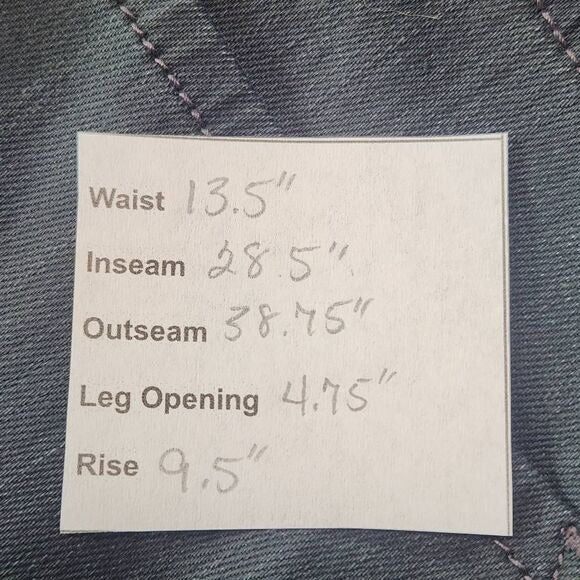 Waist 13.5"
Inseam 28.5"
Outseam 38.75"
Leg Opening 4.75"
Rise 9.5"